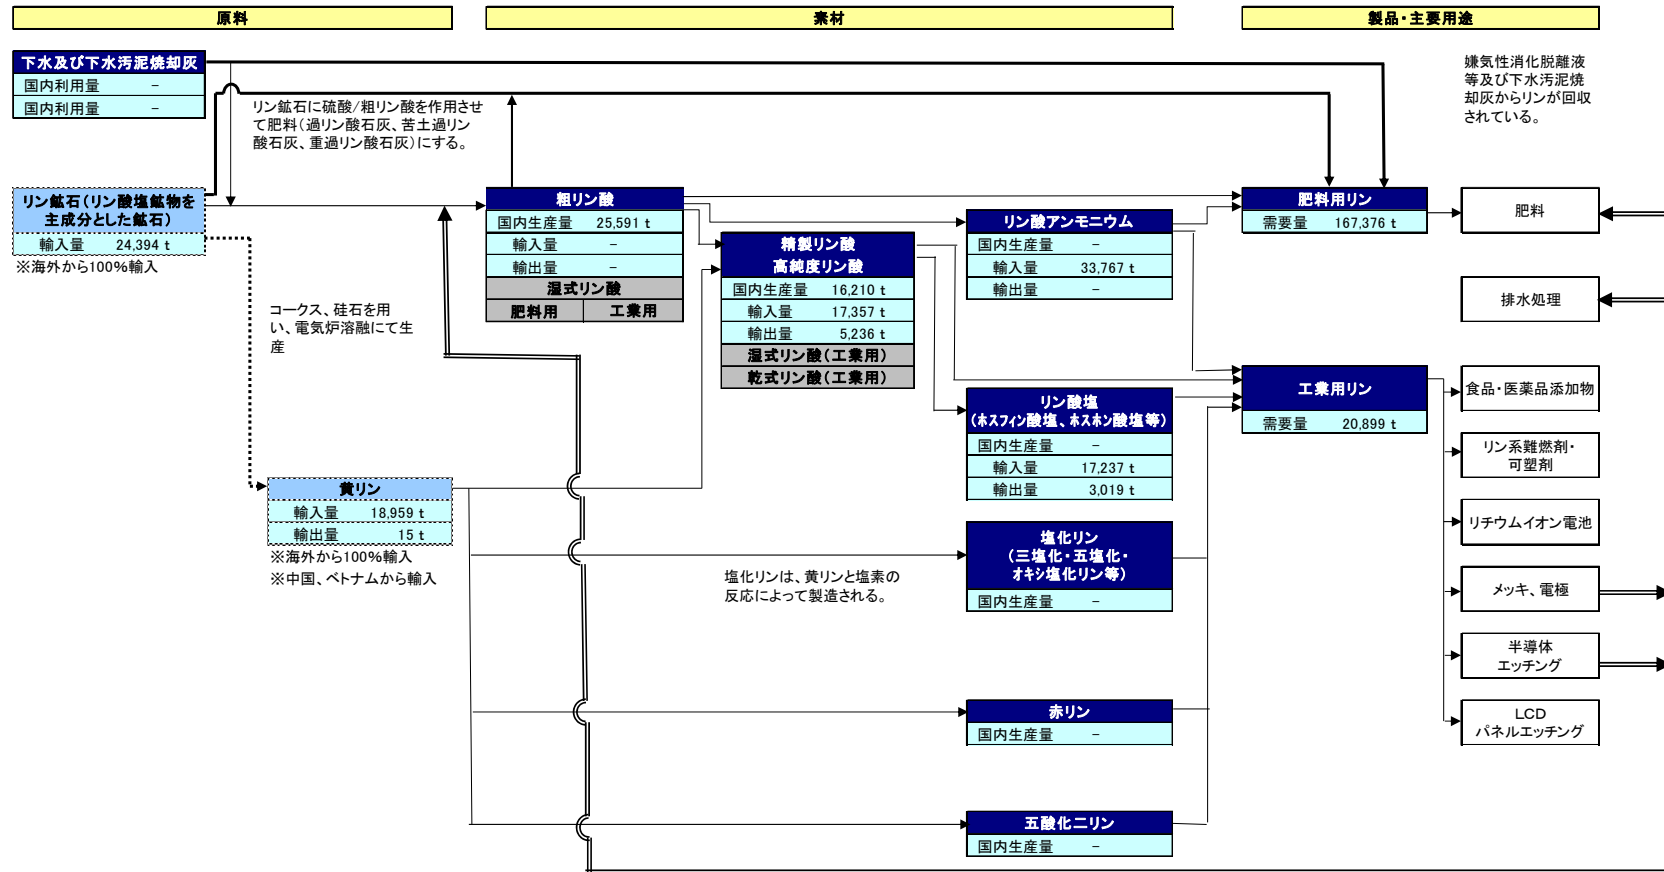 原料
素材
製品・主要用途
下水及び下水汚泥焼却灰
国内利用量 -
国内利用量 -
リン鉱石に硫酸/粗リン酸を作用させ
て肥料(過リン酸石灰、苦土過リン
酸石灰、重過リン酸石灰)にする。
嫌気性消化脱離液
等及び下水汚泥焼
却灰からリンが回収
されている。
リン鉱石(リン酸塩鉱物を
主成分とした鉱石)
輸入量 24,394 t
※海外から100%輸入
コークス、硅石を用
い、電気炉溶融にて生
産
黄リン
輸入量 18,959 t
輸出量 15 t
※海外から100%輸入
※中国、ベトナムから輸入
粗リン酸
国内生産量 25,591 t
輸入量 -
輸出量 -
湿式リン酸
肥料用 工業用
精製リン酸
高純度リン酸
国内生産量 16,210 t
輸入量 17,357 t
輸出量 5,236 t
湿式リン酸(工業用)
乾式リン酸(工業用)
塩化リンは、黄リンと塩素の
反応によって製造される。
リン酸アンモニウム
国内生産量 -
輸入量 33,767 t
輸出量 -
リン酸塩
(ホスフィン酸塩、ホスホン酸塩等)
国内生産量 -
輸入量 17,237 t
輸出量 3,019 t
塩化リン
(三塩化・五塩化・
オキシ塩化リン等)
国内生産量 -
赤リン
国内生産量 -
五酸化二リン
国内生産量 -
肥料用リン
需要量 167,376 t
工業用リン
需要量 20,899 t
肥料
排水処理
食品・医薬品添加物
リン系難燃剤・
可塑剤
リチウムイオン電池
メッキ、電極
半導体
エッチング
LCD
パネルエッチング